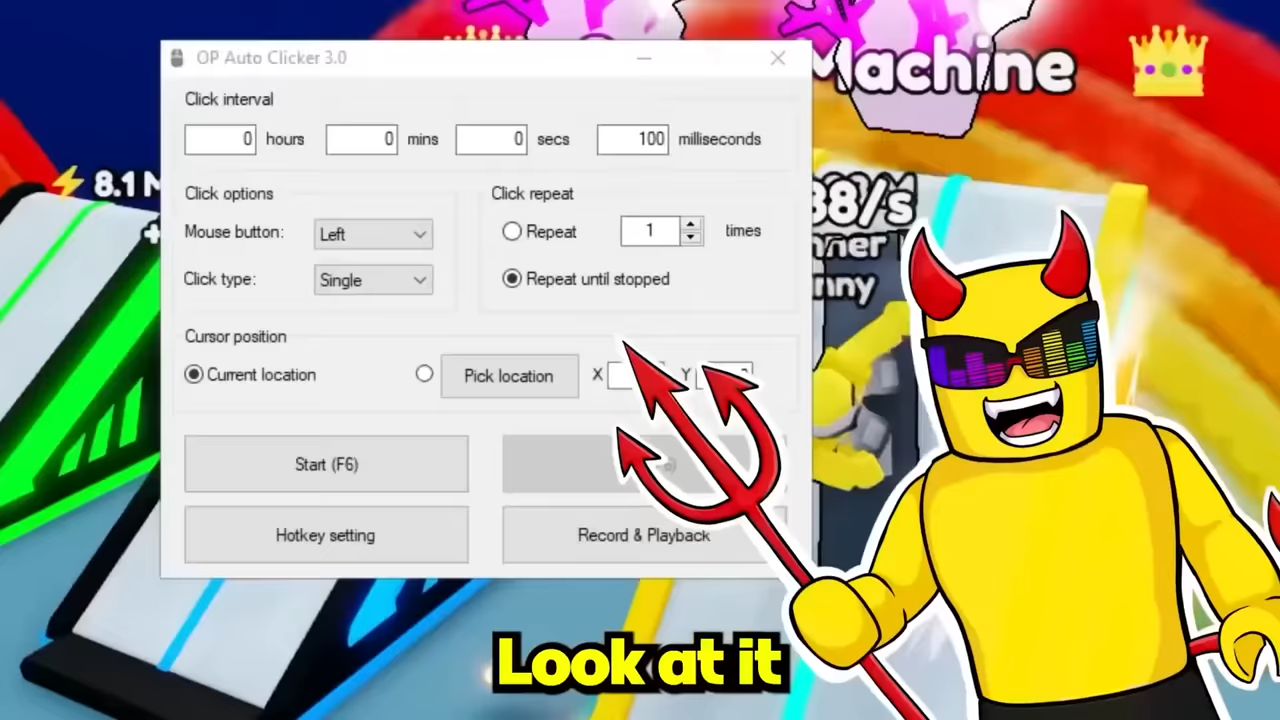 Machine
OP Auto Clicker 3.0
Click interval
0 hours 0 mins 0 secs 100 milliseconds
8.1
Click options
Mouse button: Left
Click type: Single
Click repeat
Repeat 1 times
Repeat until stopped
Cursor position
Current location Pick location X Y
Start (F6)
Hotkey setting Record & Playback
Look at it